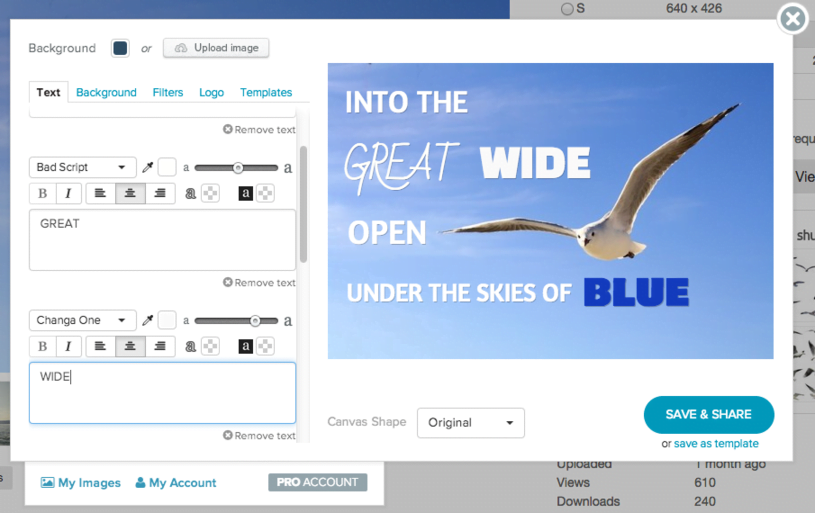 S 640 x 426
Background or Upload image
Text Background Filters Logo Templates
Remove text
Bad Script
a a
B I a a
GREAT
Remove text
Changa One
a a
B I a a
WIDE
Remove text
INTO THE
GREAT WIDE
OPEN
UNDER THE SKIES OF BLUE
Canvas Shape Original
SAVE & SHARE
or save as template
My Images My Account PRO ACCOUNT
Uploaded 1 month ago
Views 610
Downloads 240
Vie
shu